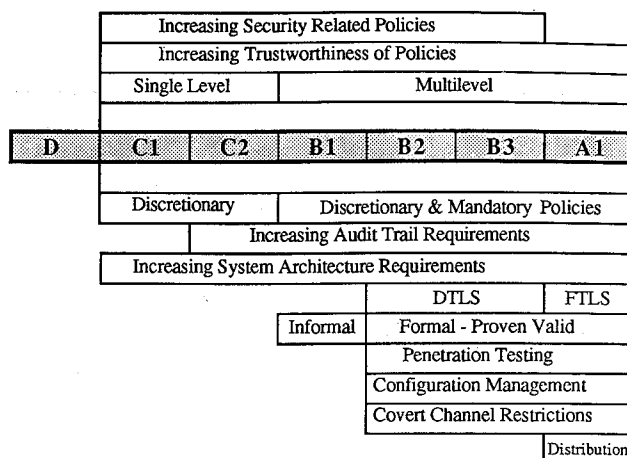 Increasing Security Related Policies
Increasing Trustworthiness of Policies
Single Level Multilevel
D C1 C2 B1 B2 B3 A1
Discretionary Discretionary & Mandatory Policies
Increasing Audit Trail Requirements
Increasing System Architecture Requirements
DTLS FTLS
Informal Formal - Proven Valid
Penetration Testing
Configuration Management
Covert Channel Restrictions
Distribution